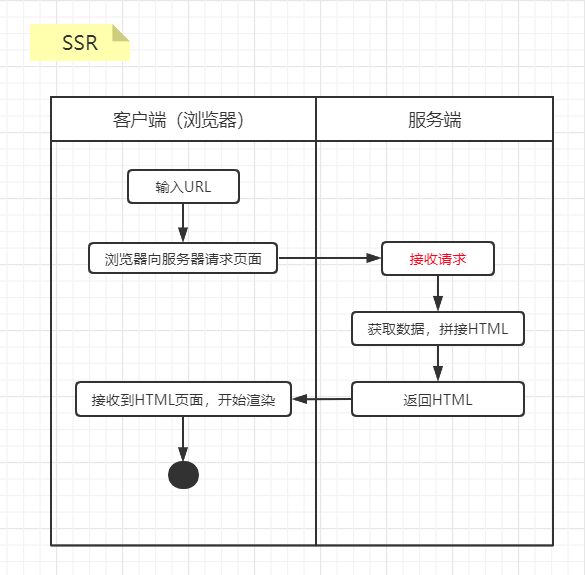 SSR
客户端（浏览器）
服务端
输入URL
浏览器向服务器请求页面
接收请求
获取数据，拼接HTML
接收到HTML页面，开始渲染
返回HTML